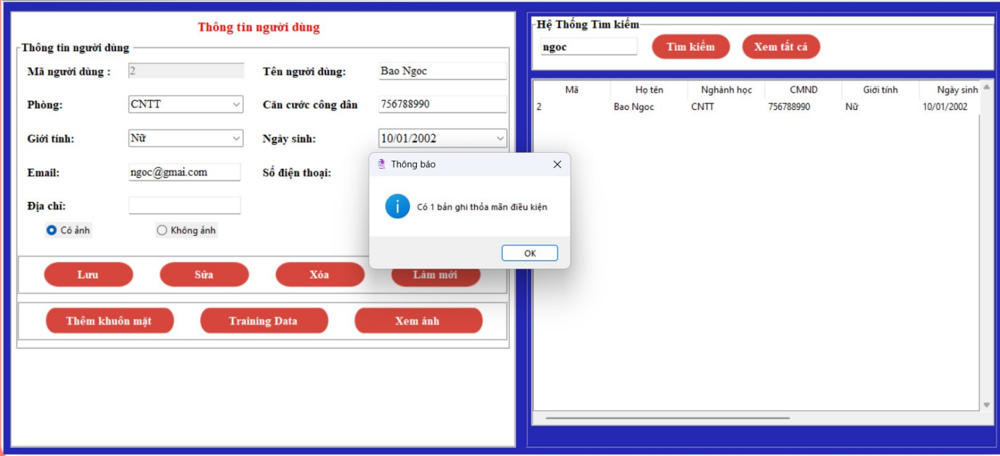 Thông tin người dùng
Thông tin người dùng
Mã người dùng : 2 Tên người dùng: Bao Ngoc
Phòng: CNTT Căn cước công dân 756788990
Giới tính: Nữ Ngày sinh: 10/01/2002
Email: ngoc@gmai.com Số điện thoại:
Địa chỉ:
Có ảnh Không ảnh
Lưu Sửa Xóa Làm mới
Thêm khuôn mặt Training Data Xem ảnh
Thông báo
Có 1 bản ghi thỏa mãn điều kiện
OK
Hệ Thống Tìm kiếm
ngoc Tìm kiếm Xem tất cả
Mã Họ tên Nghành học CMND Giới tính Ngày sinh
2 Bao Ngoc CNTT 756788990 Nữ 10/01/2002